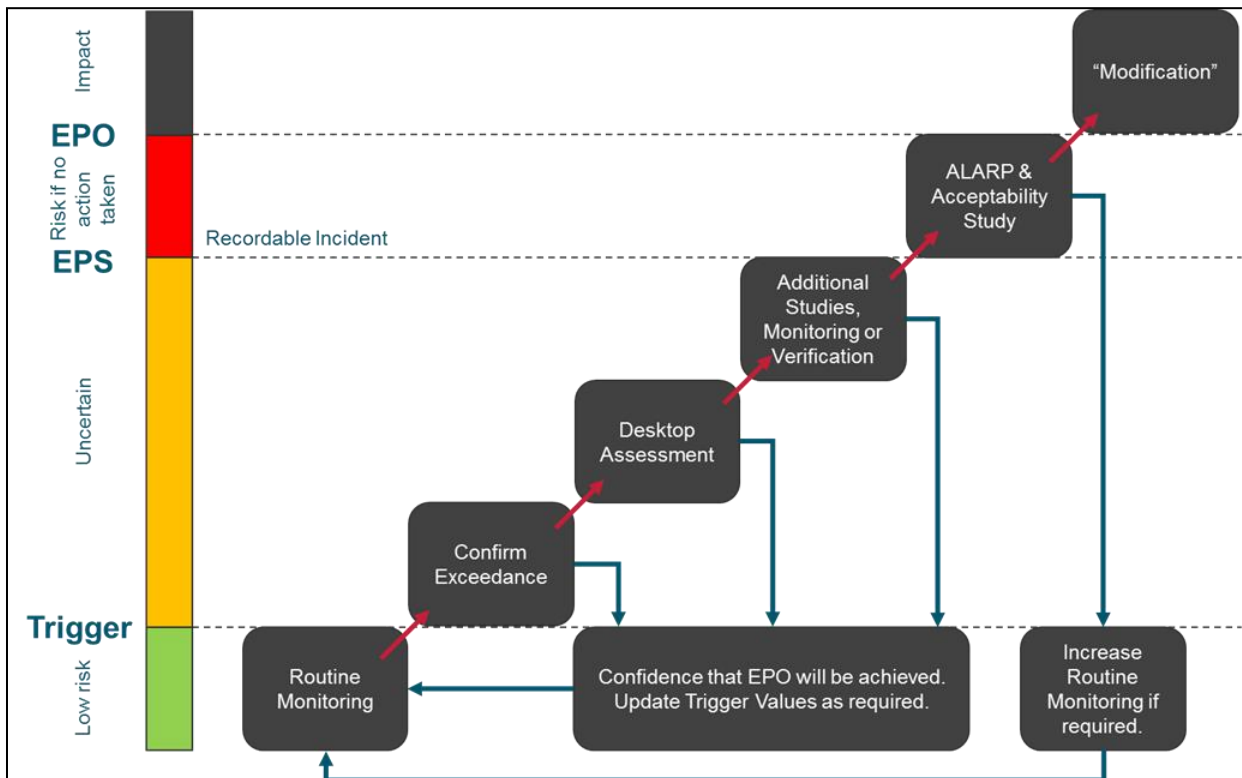 Impact
EPO
Risk if no
action
taken
Recordable Incident
EPS
Uncertain
Trigger
Low risk
“Modification”
ALARP &
Acceptability
Study
Additional
Studies,
Monitoring or
Verification
Desktop
Assessment
Confirm
Exceedance
Routine
Monitoring
Confidence that EPO will be achieved.
Update Trigger Values as required.
Increase
Routine
Monitoring if
required.